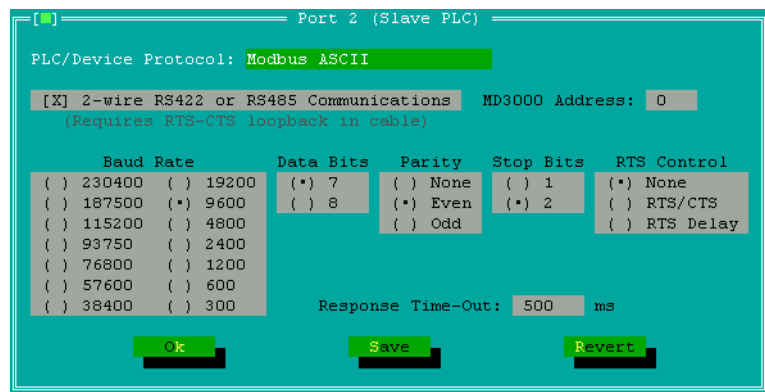 [■] Port 2 (Slave PLC)
PLC/Device Protocol: Modbus ASCII
[X] 2-wire RS422 or RS485 Communications MD3000 Address: 0
(Requires RTS-CTS loopback in cable)
Baud Rate Data Bits Parity Stop Bits RTS Control
( ) 230400 ( ) 19200 (•) 7 ( ) None ( ) 1 (•) None
( ) 187500 (•) 9600 ( ) 8 (•) Even (•) 2 ( ) RTS/CTS
( ) 115200 ( ) 4800 ( ) Odd ( ) RTS Delay
( ) 93750 ( ) 2400
( ) 76800 ( ) 1200
( ) 57600 ( ) 600
( ) 38400 ( ) 300 Response Time-Out: 500 ms
Ok Save Revert